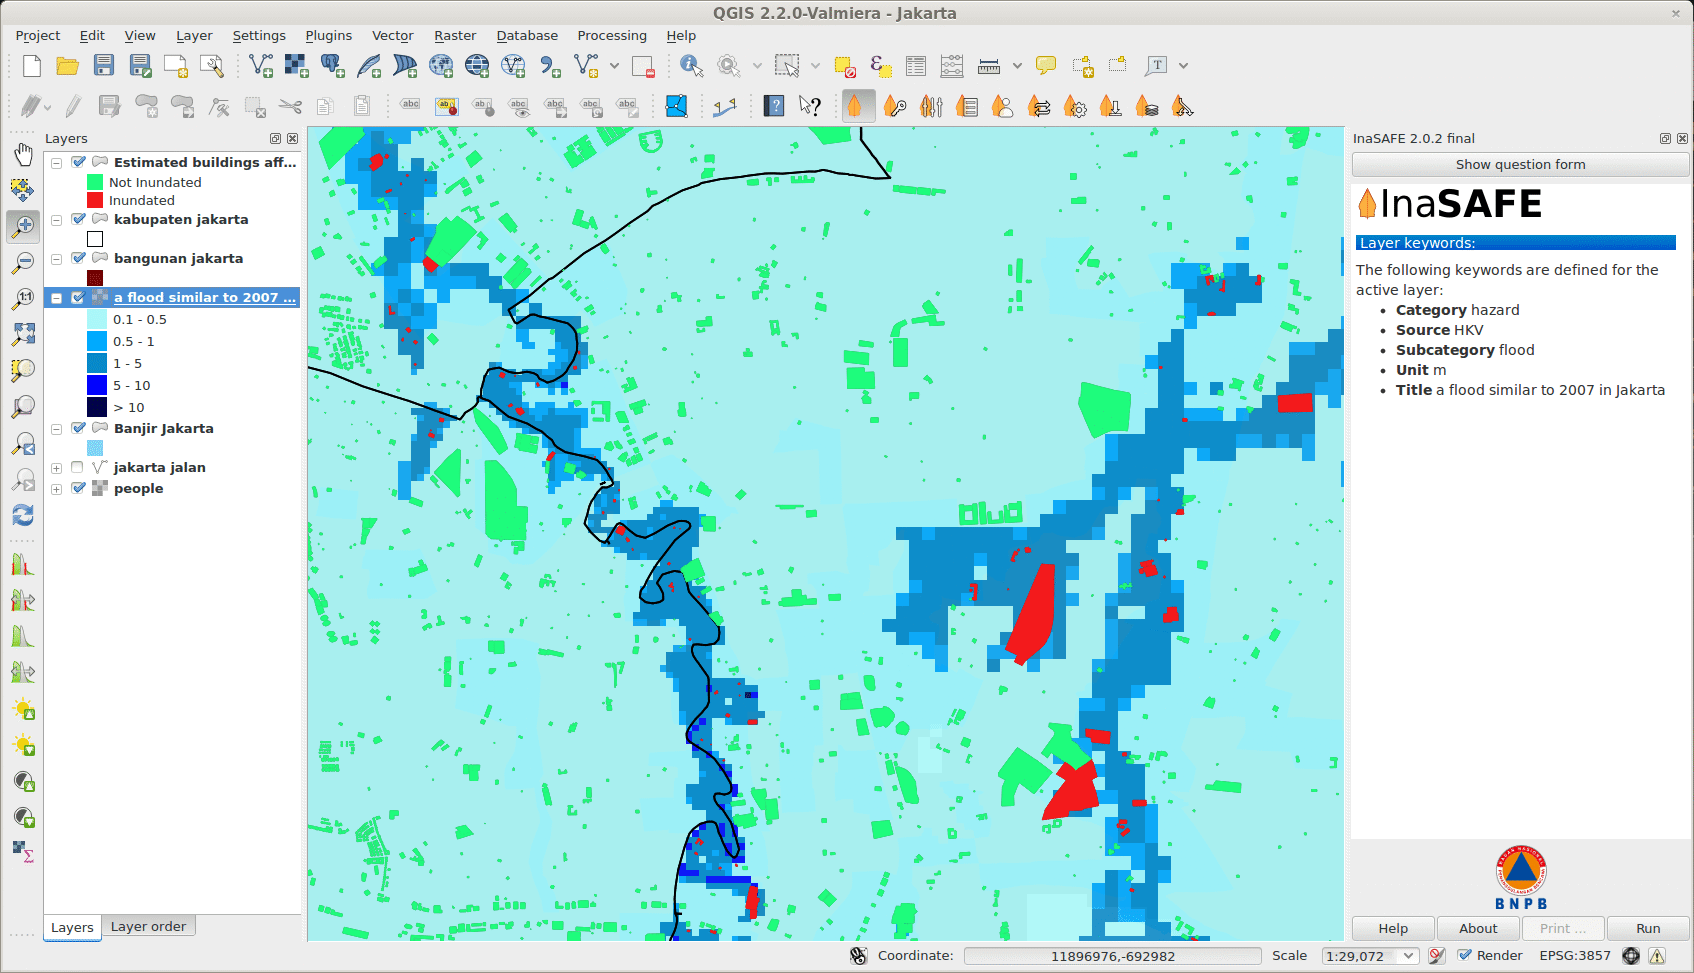 QGIS 2.2.0-Valmiera - Jakarta
Project Edit View Layer Settings Plugins Vector Raster Database Processing Help
Layers
Estimated buildings aff...
Not Inundated
Inundated
kabupaten jakarta
bangunan jakarta
a flood similar to 2007 ...
0.1 - 0.5
0.5 - 1
1 - 5
5 - 10
> 10
Banjir Jakarta
jakarta jalan
people
Layers Layer order
InaSAFE 2.0.2 final
Show question form
InaSAFE
Layer keywords:
The following keywords are defined for the
active layer:
Category hazard
Source HKV
Subcategory flood
Unit m
Title a flood similar to 2007 in Jakarta
BNPB
Help About Print ... Run
Coordinate: 11896976,-692982 Scale 1:29,072 Render EPSG:3857